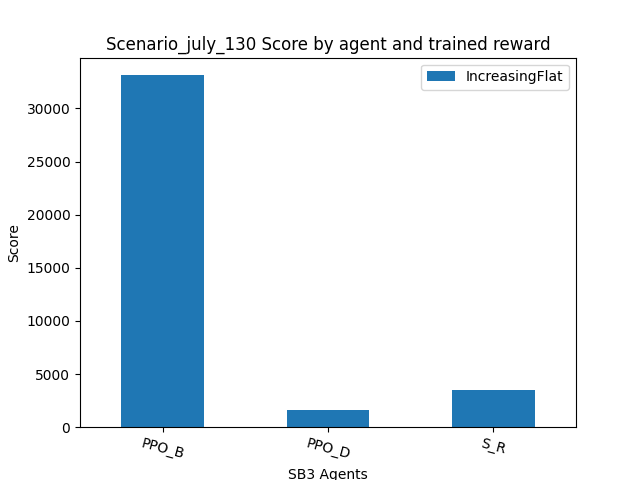 Scenario_july_130 Score by agent and trained reward
IncreasingFlat
30000
25000
20000
15000
10000
5000
0
Score
PPO_B
PPO_D
S_R
SB3 Agents